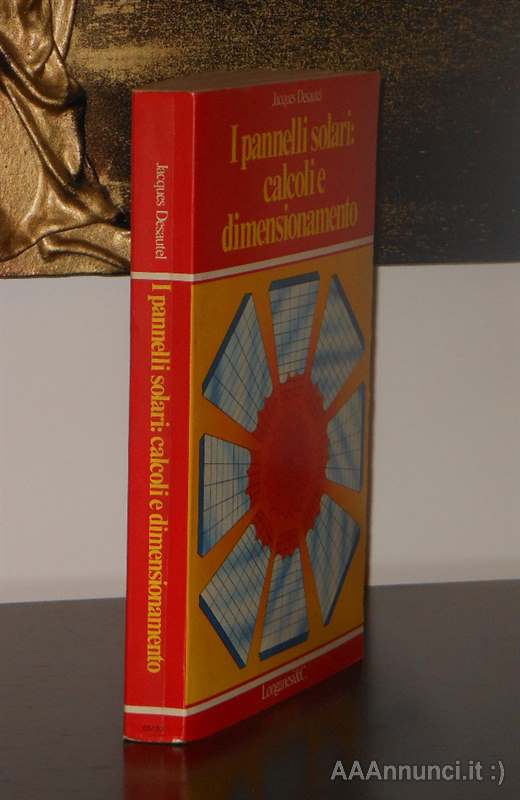 Jacques Desautel
I pannelli solari:
calcoli e
dimensionamento
Longanesi&C.
Jacques Desautel
I pannelli solari: calcoli e dimensionamento
AAAnnunci.it :)